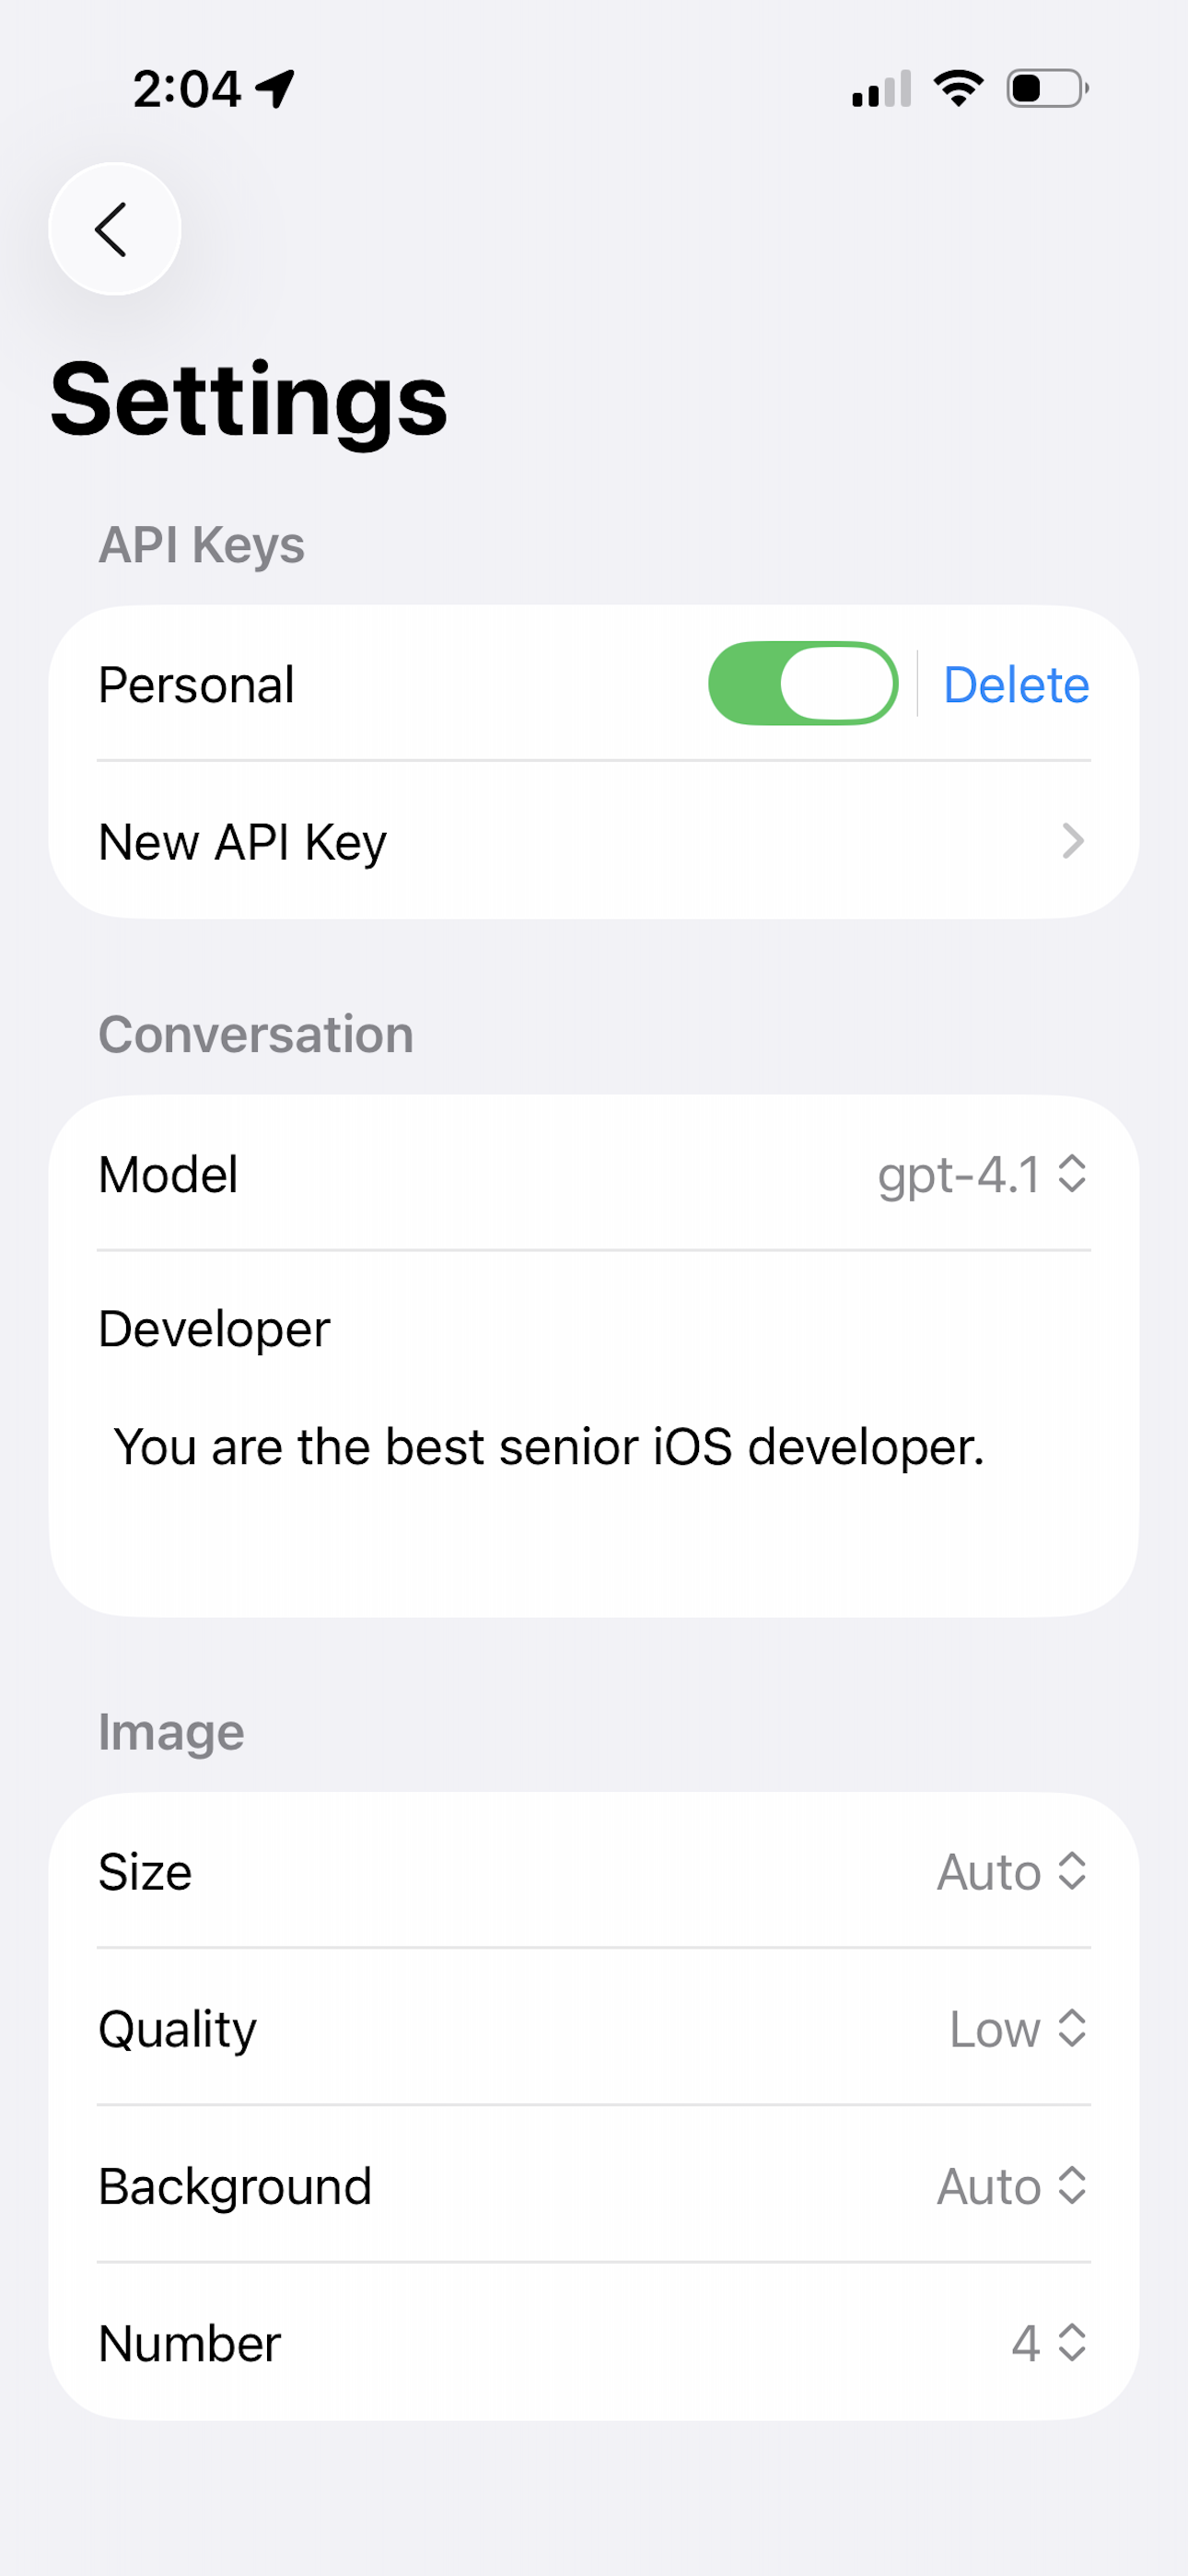 2:04
Settings
API Keys
Personal Delete
New API Key
Conversation
Model gpt-4.1
Developer
You are the best senior iOS developer.
Image
Size Auto
Quality Low
Background Auto
Number 4